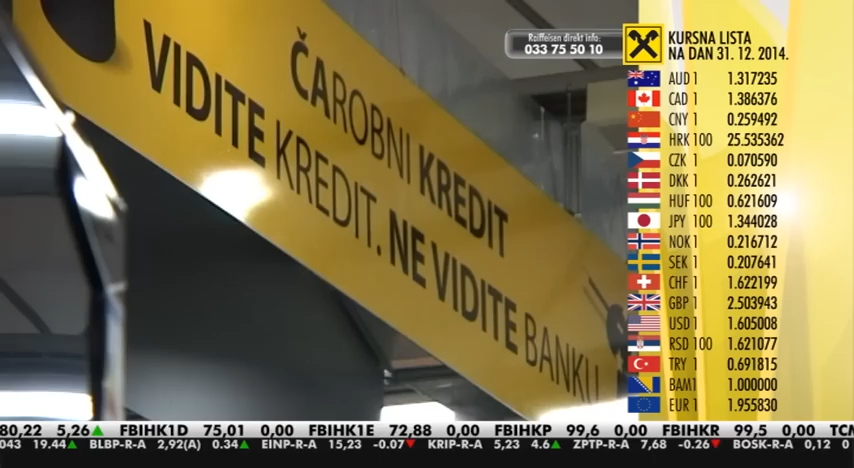 Raiffeisen direkt info:
033 75 50 10
KURSNA LISTA
NA DAN 31. 12. 2014.
ČAROBNI KREDIT
VIDITE KREDIT. NE VIDITE BANKU.
AUD 1 1.317235
CAD 1 1.386376
CNY 1 0.259492
HRK 100 25.535362
CZK 1 0.070590
DKK 1 0.262621
HUF 100 0.621609
JPY 100 1.344028
NOK 1 0.216712
SEK 1 0.207641
CHF 1 1.622199
GBP 1 2.503943
USD 1 1.605008
RSD 100 1.621077
TRY 1 0.691815
BAM 1 1.000000
EUR 1 1.955830
80,22 5,26 FBIHK1D 75,01 0,00 FBIHK1E 72,88 0,00 FBIHKP 99,6 0,00 FBIHKR 99,5 0,00 TCM
043 19.44 BLBP-R-A 2,92(A) 0.34 EINP-R-A 15,23 -0.07 KRIP-R-A 5,23 4.6 ZPTP-R-A 7,68 -0.26 BOSK-R-A 0,12 0